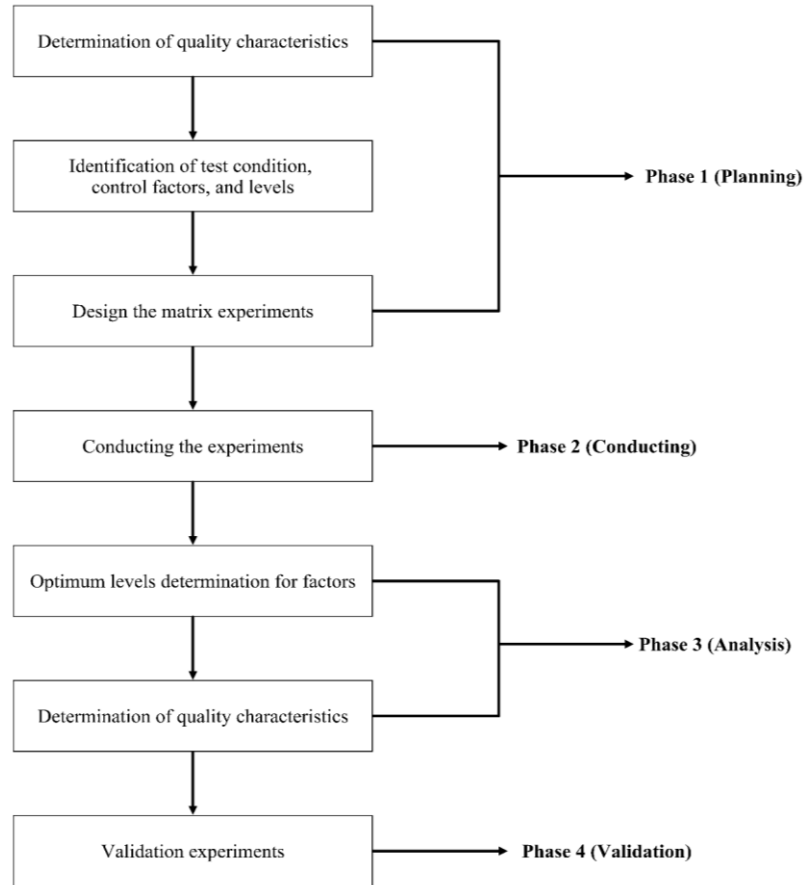 Determination of quality characteristics
Identification of test condition,
control factors, and levels
Phase 1 (Planning)
Design the matrix experiments
Conducting the experiments
Phase 2 (Conducting)
Optimum levels determination for factors
Phase 3 (Analysis)
Determination of quality characteristics
Validation experiments
Phase 4 (Validation)